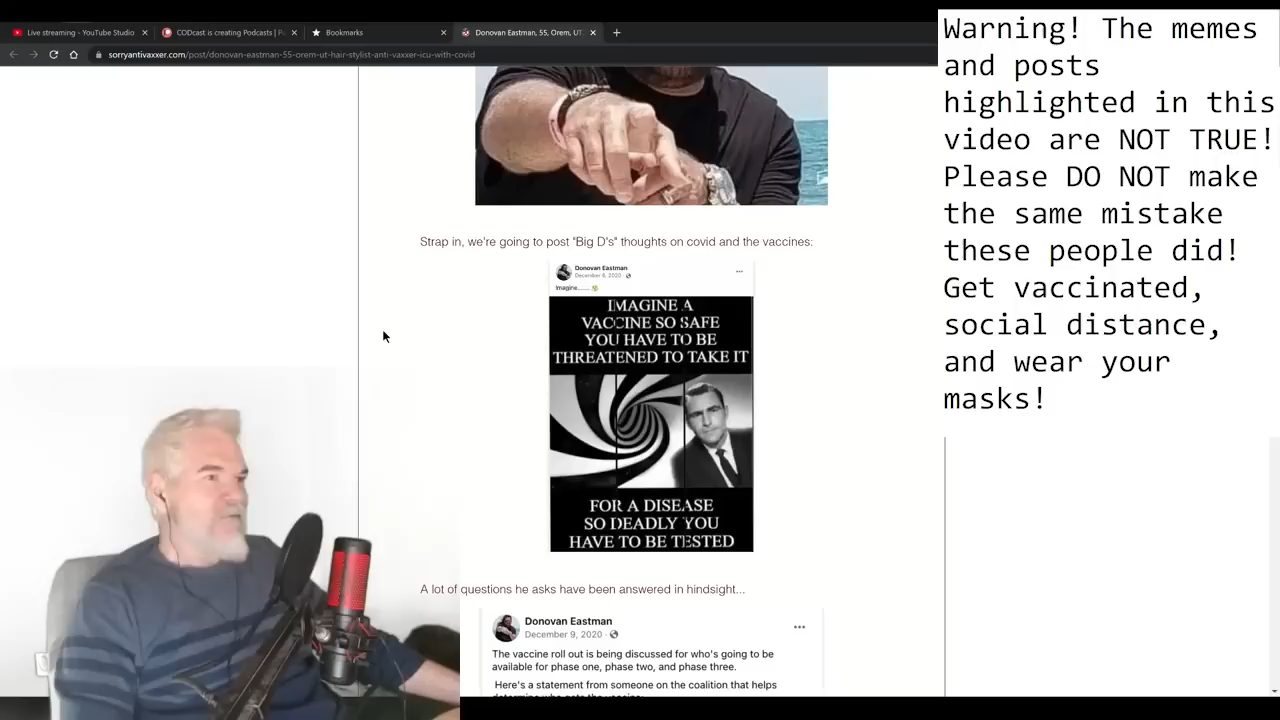 Live streaming - YouTube Studio
CODcast is creating Podcasts |
Bookmarks
Donovan Eastman, 55, Orem, UT
sorryantivaxxer.com/post/donovan-eastman-55-orem-ut-hair-stylist-anti-vaxxer-icu-with-covid
Strap in, we're going to post "Big D's" thoughts on covid and the vaccines:
Donovan Eastman
December 8, 2020
Imagine........
IMAGINE A
VACCINE SO SAFE
YOU HAVE TO BE
THREATENED TO TAKE IT
FOR A DISEASE
SO DEADLY YOU
HAVE TO BE TESTED
A lot of questions he asks have been answered in hindsight...
Donovan Eastman
December 9, 2020
The vaccine roll out is being discussed for who's going to be
available for phase one, phase two, and phase three.
Here's a statement from someone on the coalition that helps
determine who gets the vaccine:
Warning! The memes
and posts
highlighted in this
video are NOT TRUE!
Please DO NOT make
the same mistake
these people did!
Get vaccinated,
social distance,
and wear your
masks!